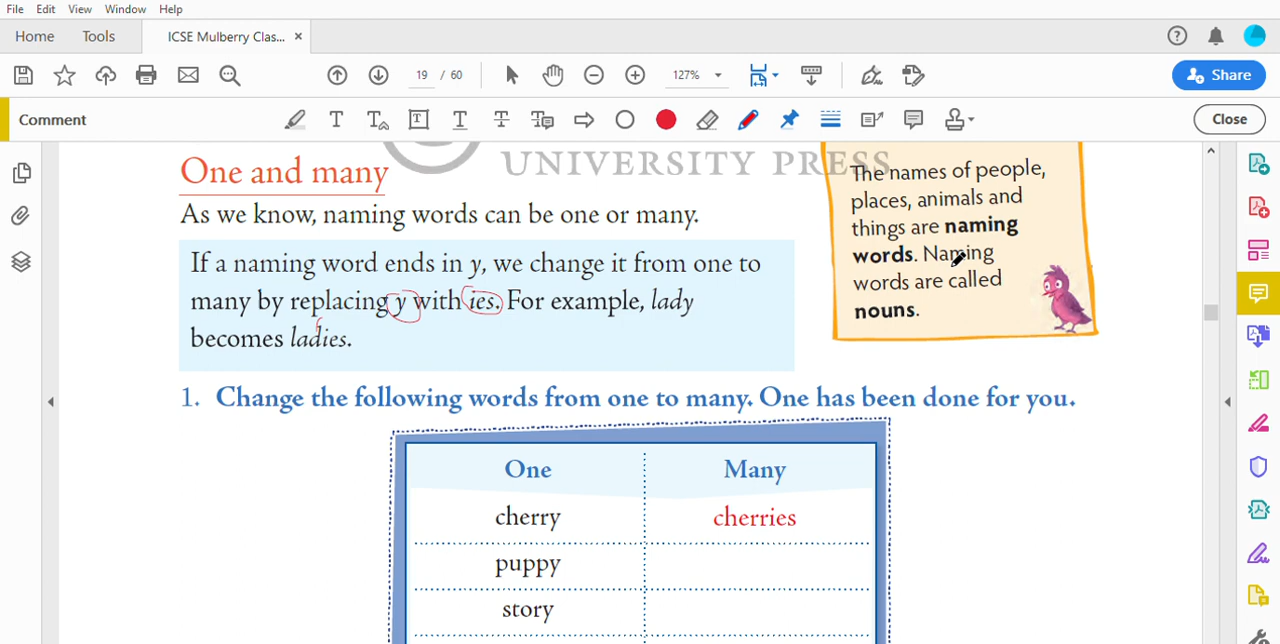 File Edit View Window Help
Home Tools ICSE Mulberry Clas... ×
19 / 60 127% Share
Comment Close
UNIVERSITY PRESS
One and many
As we know, naming words can be one or many.
If a naming word ends in y, we change it from one to
many by replacing y with ies. For example, lady
becomes ladies.
The names of people,
places, animals and
things are naming
words. Naming
words are called
nouns.
1. Change the following words from one to many. One has been done for you.
One Many
cherry cherries
puppy
story